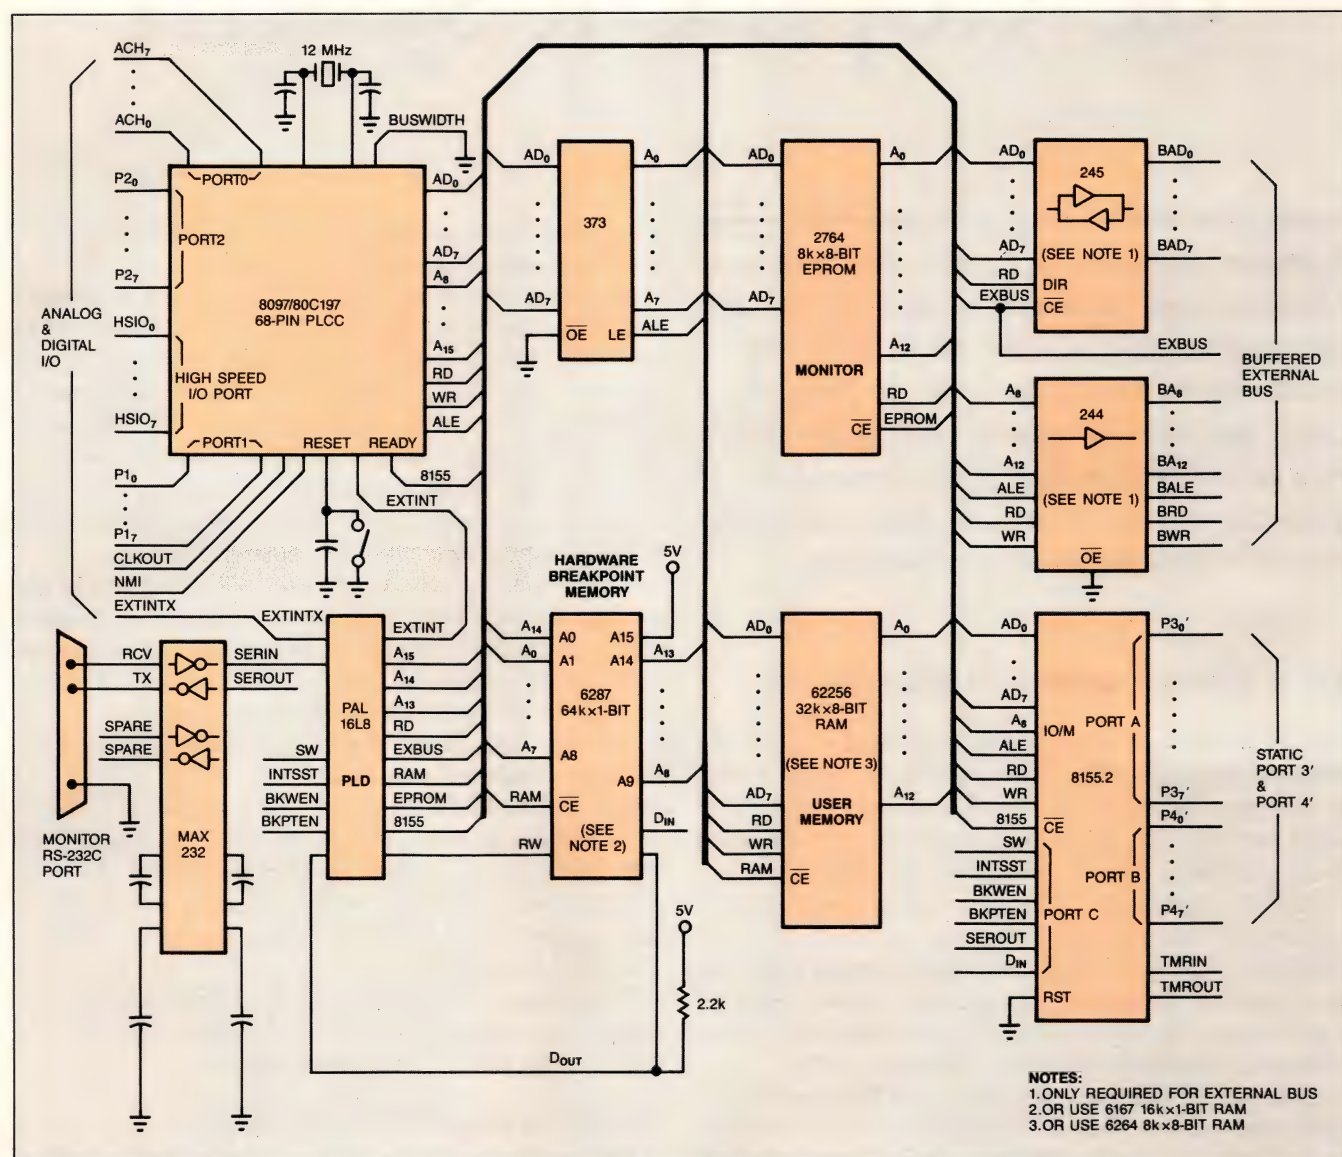 ACH7
ACH0
12 MHz
BUSWIDTH
PORT0
P20
PORT2
P27
ANALOG
&
DIGITAL
I/O
8097/80C197
68-PIN PLCC
HSIO0
HIGH SPEED
I/O PORT
HSIO7
PORT1
RESET
READY
AD0
AD7
A8
A15
RD
WR
ALE
8155
EXTINT
P10
P17
CLKOUT
NMI
EXTINTX
AD0
373
A0
AD7
A7
OE
LE
ALE
AD0
2764
8k×8-BIT
EPROM
A0
AD7
A12
MONITOR
RD
CE
EPROM
AD0
245
BAD0
AD7
(SEE NOTE 1)
BAD7
RD
DIR
EXBUS
CE
EXBUS
BUFFERED
EXTERNAL
BUS
A8
244
BA8
A12
BA12
ALE
(SEE NOTE 1)
BALE
RD
BRD
WR
BWR
OE
EXTINTX
EXTINT
RCV
SERIN
TX
SEROUT
SPARE
SPARE
MAX
232
MONITOR
RS-232C
PORT
PAL
16L8
PLD
A15
A14
A13
RD
EXBUS
RAM
EPROM
8155
SW
INTSST
BKWEN
BKPTEN
HARDWARE
BREAKPOINT
MEMORY
5V
A14
A0
A15
A0
A1
A14
A13
6287
64k×1-BIT
A7
A8
A9
A8
RAM
CE
DIN
(SEE
NOTE 2)
RW
5V
2.2k
DOUT
AD0
A0
62256
32k×8-BIT
RAM
(SEE NOTE 3)
AD7
USER
MEMORY
A12
RD
WR
RAM
CE
AD0
P30′
AD7
PORT A
A8
IO/M
ALE
8155.2
RD
WR
P37′
8155
CE
P40′
SW
INTSST
PORT B
BKWEN
BKPTEN
PORT C
P47′
SEROUT
DIN
TMRIN
RST
TMROUT
STATIC
PORT 3′
&
PORT 4′
NOTES:
1. ONLY REQUIRED FOR EXTERNAL BUS
2. OR USE 6167 16k×1-BIT RAM
3. OR USE 6264 8k×8-BIT RAM